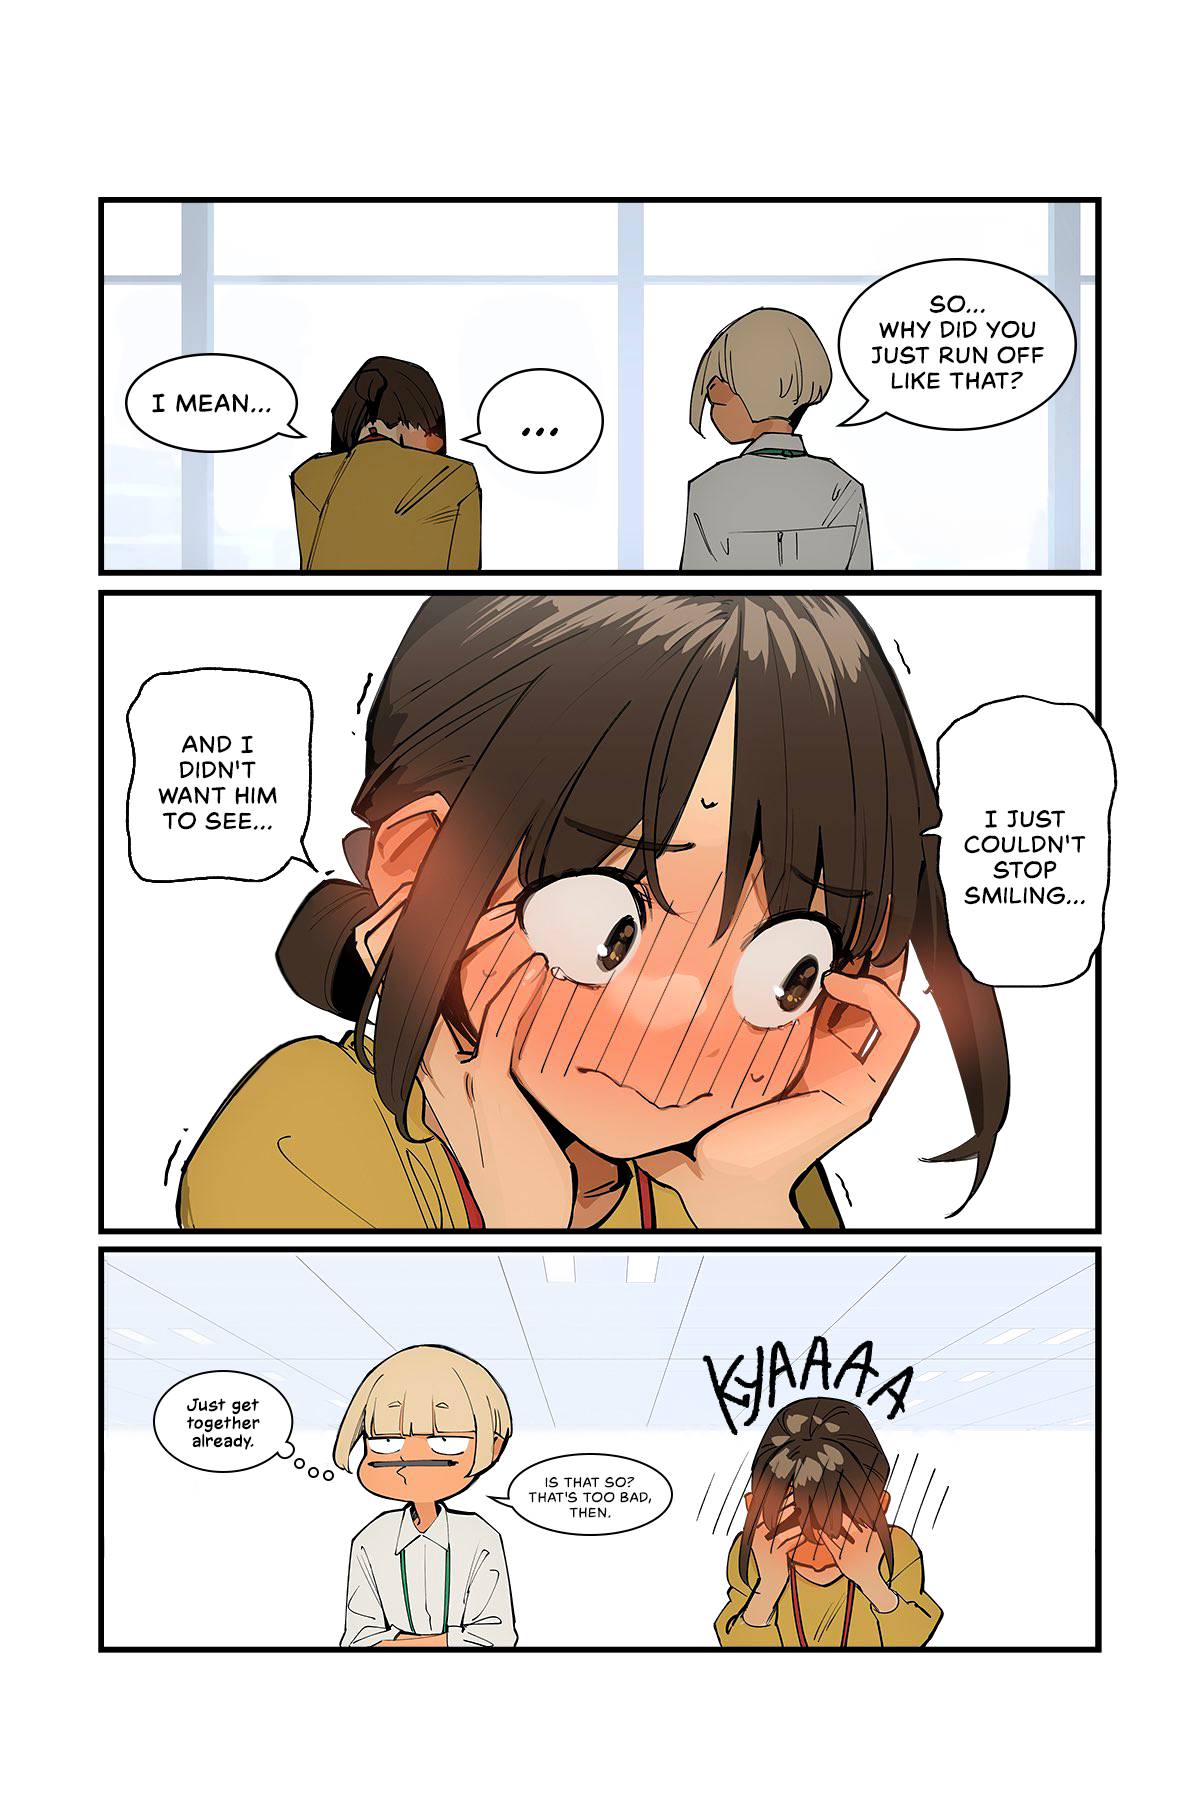 SO...
WHY DID YOU
JUST RUN OFF
LIKE THAT?
...
I MEAN...
I JUST
COULDN'T
STOP
SMILING...
AND I
DIDN'T
WANT HIM
TO SEE...
KYAAAA
IS THAT SO?
THAT'S TOO BAD,
THEN.
Just get
together
already.